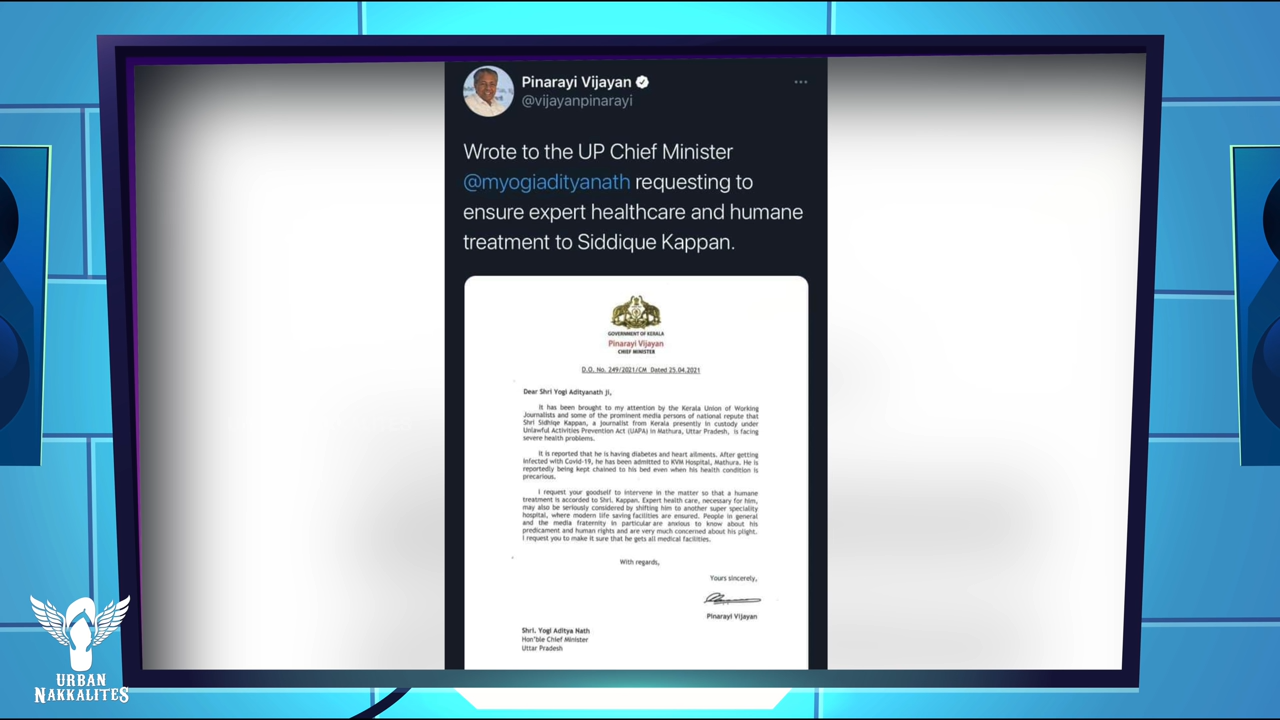 Pinarayi Vijayan
@vijayanpinarayi
Wrote to the UP Chief Minister
@myogiadityanath requesting to
ensure expert healthcare and humane
treatment to Siddique Kappan.
GOVERNMENT OF KERALA
Pinarayi Vijayan
CHIEF MINISTER
D.O. No. 249/2021/CM Dated 25.04.2021
Dear Shri Yogi Adityanath ji,
It has been brought to my attention by the Kerala Union of Working
Journalists and some of the prominent media persons of national repute that
Shri Sidhiqe Kappan, a journalist from Kerala presently in custody under
Unlawful Activities Prevention Act (UAPA) in Mathura, Uttar Pradesh, is facing
severe health problems.
It is reported that he is having diabetes and heart ailments. After getting
infected with Covid-19, he has been admitted to KVM Hospital, Mathura. He is
reportedly being kept chained to his bed even when his health condition is
precarious.
I request your goodself to intervene in the matter so that a humane
treatment is accorded to Shri. Kappan. Expert health care, necessary for him,
may also be seriously considered by shifting him to another super speciality
hospital, where modern life saving facilities are ensured. People in general
and the media fraternity in particular are anxious to know about his
predicament and human rights and are very much concerned about his plight.
I request you to make it sure that he gets all medical facilities.
With regards,
Yours sincerely,
Pinarayi Vijayan
Shri. Yogi Aditya Nath
Hon'ble Chief Minister
Uttar Pradesh
URBAN
NAKKALITES